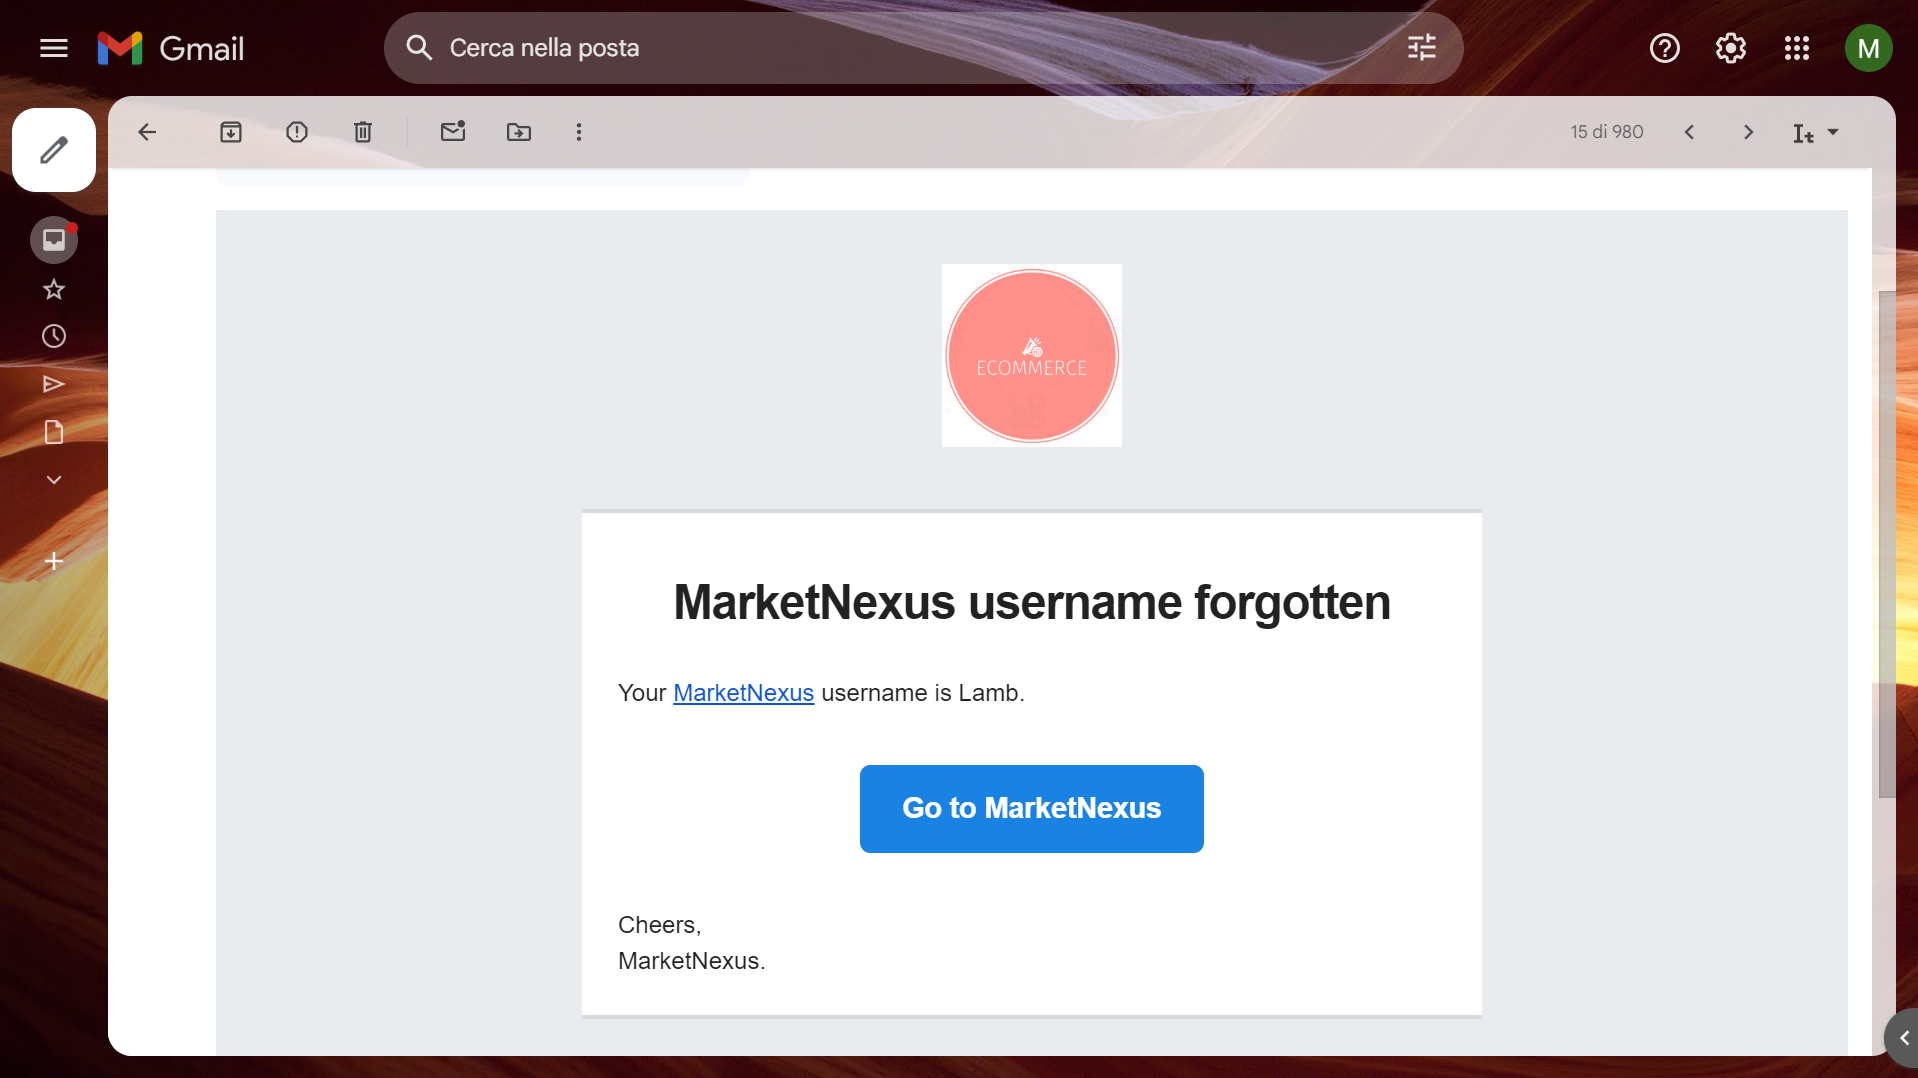 Gmail
Cerca nella posta
M
15 di 980
ECOMMERCE
MarketNexus username forgotten
Your MarketNexus username is Lamb.
Go to MarketNexus
Cheers,
MarketNexus.